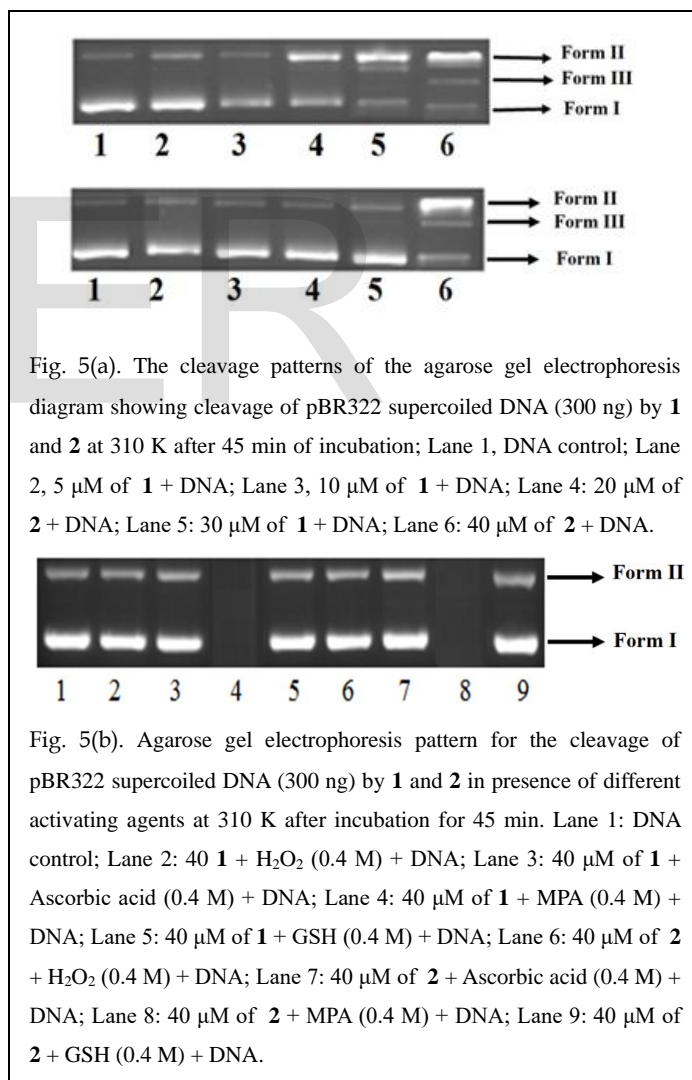 Form II
Form III
Form I
1 2 3 4 5 6
Form II
Form III
Form I
1 2 3 4 5 6
ER
Fig. 5(a). The cleavage patterns of the agarose gel electrophoresis
diagram showing cleavage of pBR322 supercoiled DNA (300 ng) by 1
and 2 at 310 K after 45 min of incubation; Lane 1, DNA control; Lane
2, 5 μM of 1 + DNA; Lane 3, 10 μM of 1 + DNA; Lane 4: 20 μM of
2 + DNA; Lane 5: 30 μM of 1 + DNA; Lane 6: 40 μM of 2 + DNA.
Form II
Form I
1 2 3 4 5 6 7 8 9
Fig. 5(b). Agarose gel electrophoresis pattern for the cleavage of
pBR322 supercoiled DNA (300 ng) by 1 and 2 in presence of different
activating agents at 310 K after incubation for 45 min. Lane 1: DNA
control; Lane 2: 40 1 + H₂O₂ (0.4 M) + DNA; Lane 3: 40 μM of 1 +
Ascorbic acid (0.4 M) + DNA; Lane 4: 40 μM of 1 + MPA (0.4 M) +
DNA; Lane 5: 40 μM of 1 + GSH (0.4 M) + DNA; Lane 6: 40 μM of 2
+ H₂O₂ (0.4 M) + DNA; Lane 7: 40 μM of 2 + Ascorbic acid (0.4 M) +
DNA; Lane 8: 40 μM of 2 + MPA (0.4 M) + DNA; Lane 9: 40 μM of
2 + GSH (0.4 M) + DNA.